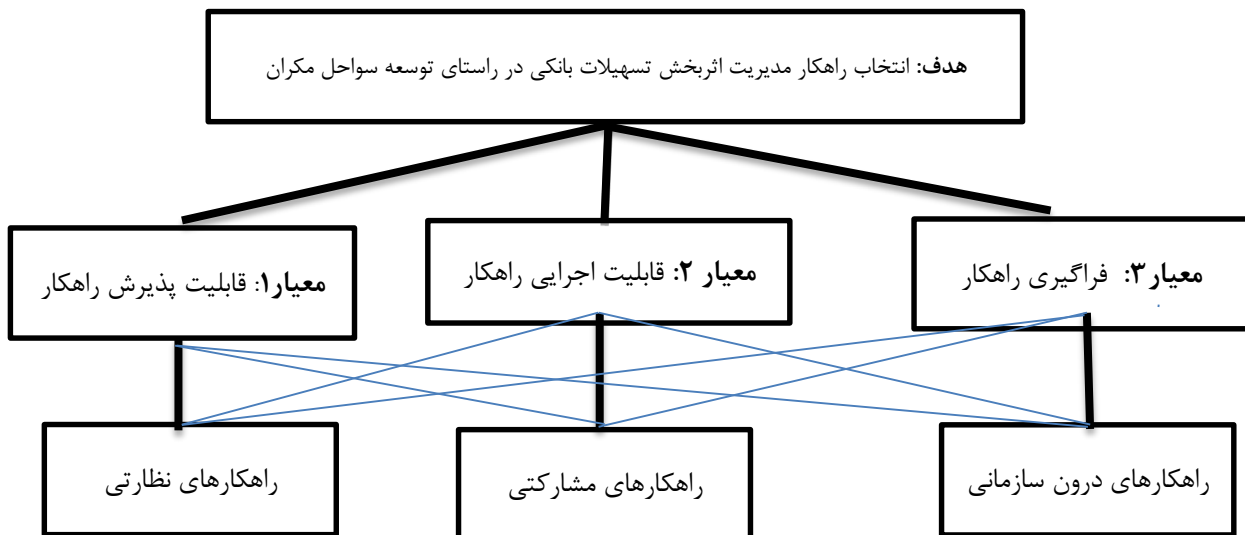 هدف: انتخاب راهکار مدیریت اثربخش تسهیلات بانکی در راستای توسعه سواحل مکران
معیار۳: فراگیری راهکار
معیار ۲: قابلیت اجرایی راهکار
معیار۱: قابلیت پذیرش راهکار
راهکارهای درون سازمانی
راهکارهای مشارکتی
راهکارهای نظارتی